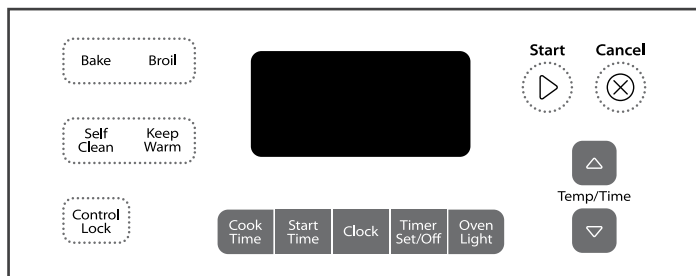 Bake Broil
Start Cancel
Self Clean
Keep Warm
Temp/Time
Control Lock
Cook Time
Start Time
Clock
Timer Set/Off
Oven Light